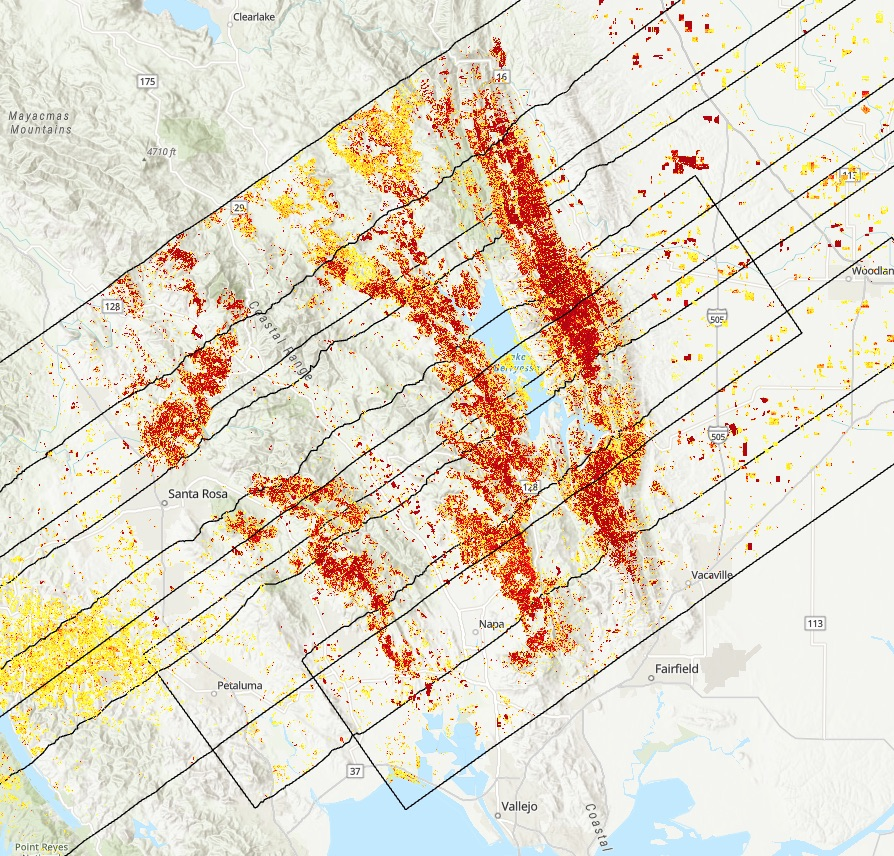 Clearlake
16
175
Mayacmas
Mountains
4710 ft
29
113
128
Woodlan
505
Coastal Range
Lake
Berryessa
505
Santa Rosa
128
Vacaville
Napa
113
Fairfield
Petaluma
37
Vallejo
Coastal
Point Reyes